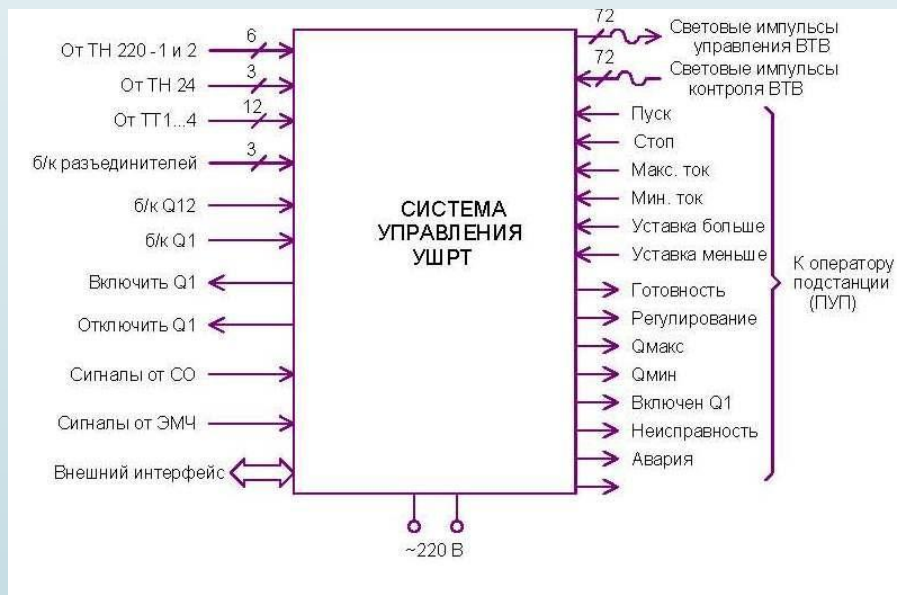 6
От ТН 220 -1 и 2
3
От ТН 24
12
От ТТ1...4
3
б/к разъединителей
б/к Q12
б/к Q1
Включить Q1
Отключить Q1
Сигналы от СО
Сигналы от ЭМЧ
Внешний интерфейс
СИСТЕМА
УПРАВЛЕНИЯ
УШРТ
~220 В
72
Световые импульсы
управления ВТВ
72
Световые импульсы
контроля ВТВ
Пуск
Стоп
Макс. ток
Мин. ток
Уставка больше
Уставка меньше
Готовность
Регулирование
Qмакс
Qмин
Включен Q1
Неисправность
Авария
К оператору
подстанции
(ПУП)